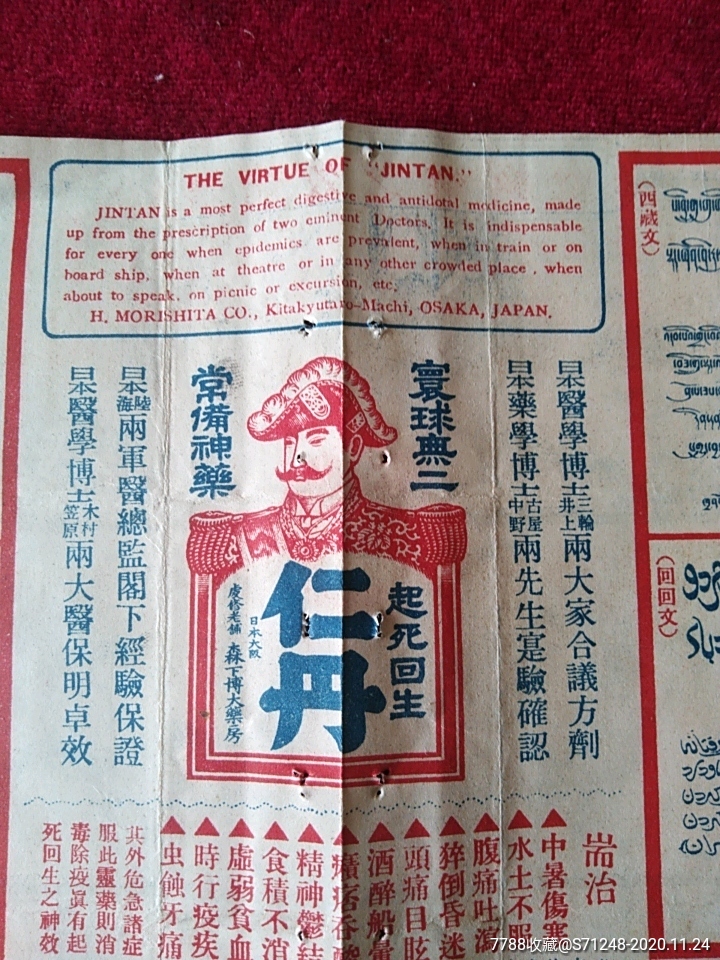 THE VIRTUE OF "JINTAN."
JINTAN is a most perfect digestive and antidotal medicine, made
up from the prescription of two eminent Doctors. It is indispensable
for every one when epidemics are prevalent, when in train or on
board ship, when at theatre or in any other crowded place, when
about to speak, on picnic or excursion, etc.
H. MORISHITA CO., Kitakyutaro-Machi, OSAKA, JAPAN.
(西藏文)
(回回文)
日本醫學博士三輪井上兩大家合議方劑
日本藥學博士古屋中野兩先生寔驗確認
寰球無二
常備神藥
起死回生
仁丹
日本大阪
虔修老舖 森下博大藥房
日本陸海兩軍醫總監閣下經驗保證
日本醫學博士木村笠原兩大醫保明卓效
耑治
▲中暑傷寒
▲水土不服
▲腹痛吐瀉
▲猝倒昏迷
▲頭痛目眩
▲酒醉船暈
▲精神鬱結
▲食積不消
▲虛弱貧血
▲時行疫疾
▲虫蝕牙痛
其外危急諸症
服此靈藥則消
毒除疫眞有起
死回生之神效
7788收藏@S71248-2020.11.24